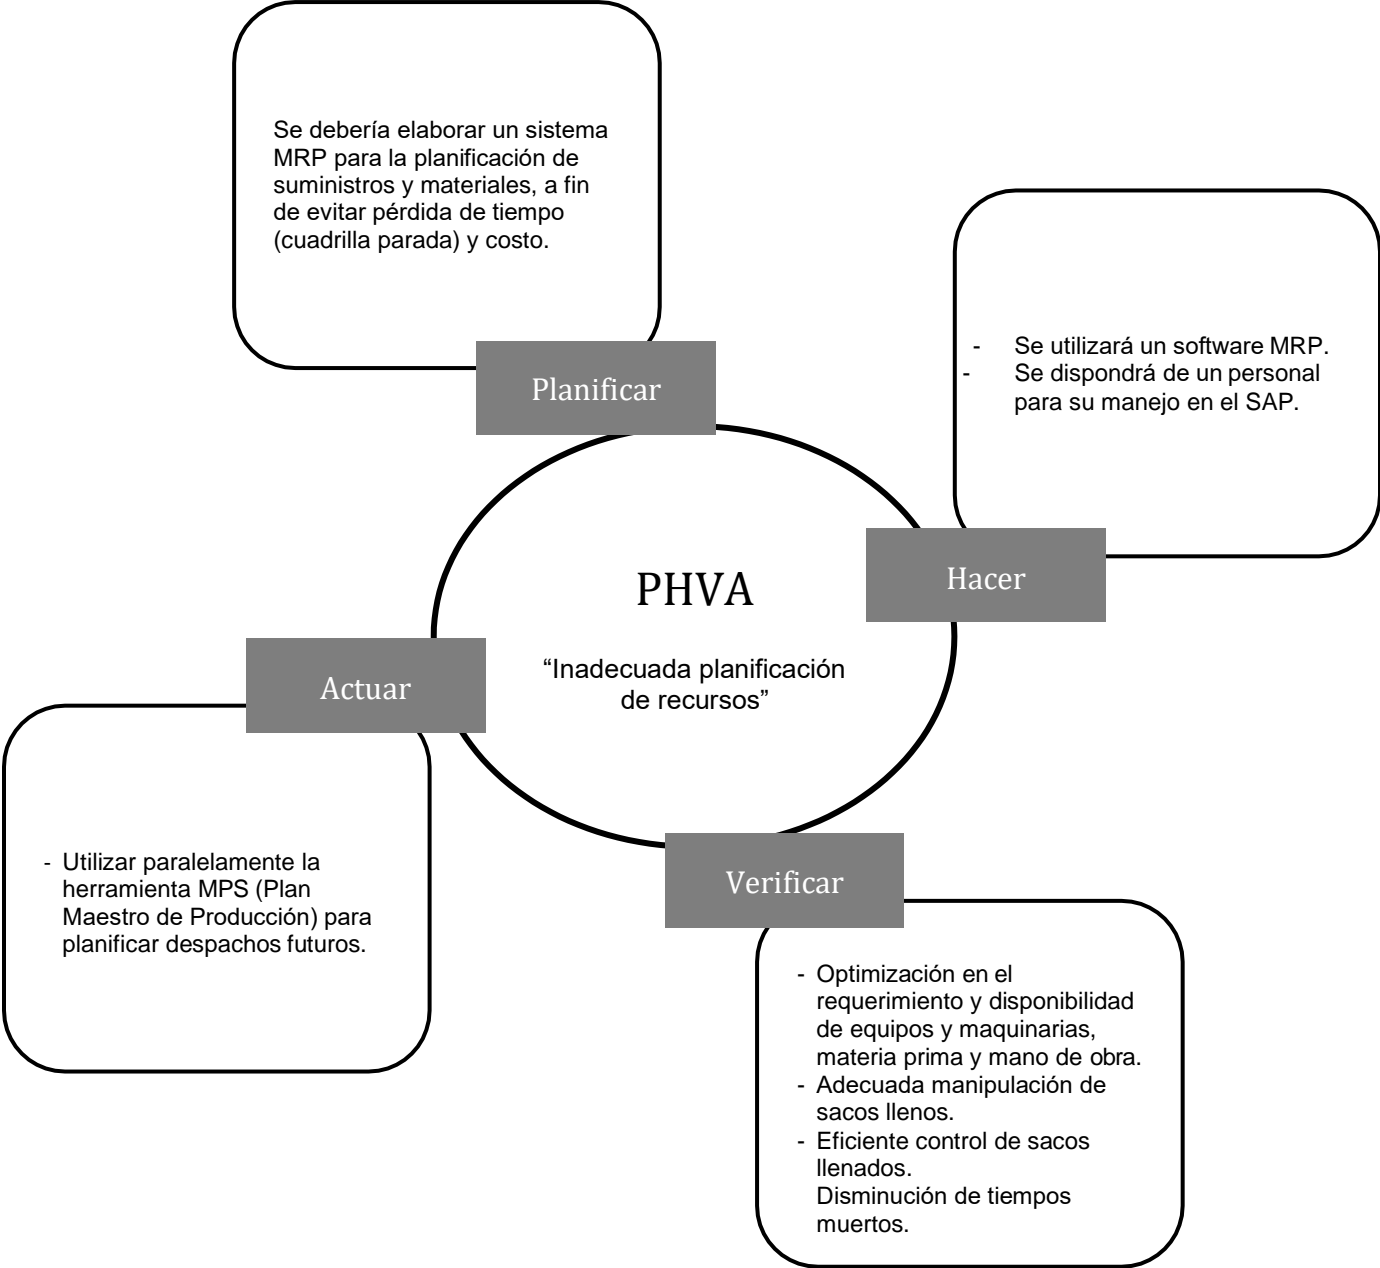 Se debería elaborar un sistema
MRP para la planificación de
suministros y materiales, a fin
de evitar pérdida de tiempo
(cuadrilla parada) y costo.
Planificar
- Se utilizará un software MRP.
- Se dispondrá de un personal
para su manejo en el SAP.
Hacer
PHVA
“Inadecuada planificación
de recursos”
Actuar
- Utilizar paralelamente la
herramienta MPS (Plan
Maestro de Producción) para
planificar despachos futuros.
Verificar
- Optimización en el
requerimiento y disponibilidad
de equipos y maquinarias,
materia prima y mano de obra.
- Adecuada manipulación de
sacos llenos.
- Eficiente control de sacos
llenados.
Disminución de tiempos
muertos.